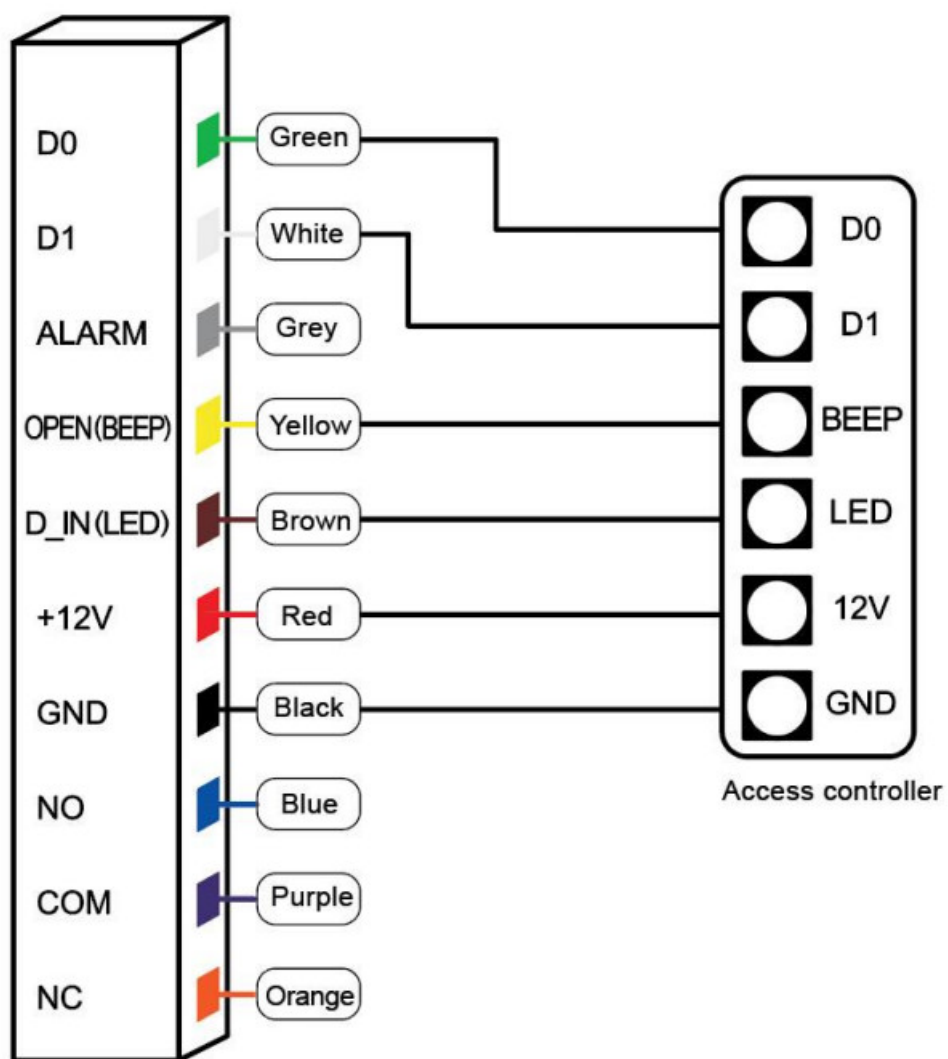 D0
Green
D1
White
ALARM
Grey
OPEN(BEEP)
Yellow
D_IN(LED)
Brown
+12V
Red
GND
Black
NO
Blue
COM
Purple
NC
Orange
D0
D1
BEEP
LED
12V
GND
Access controller